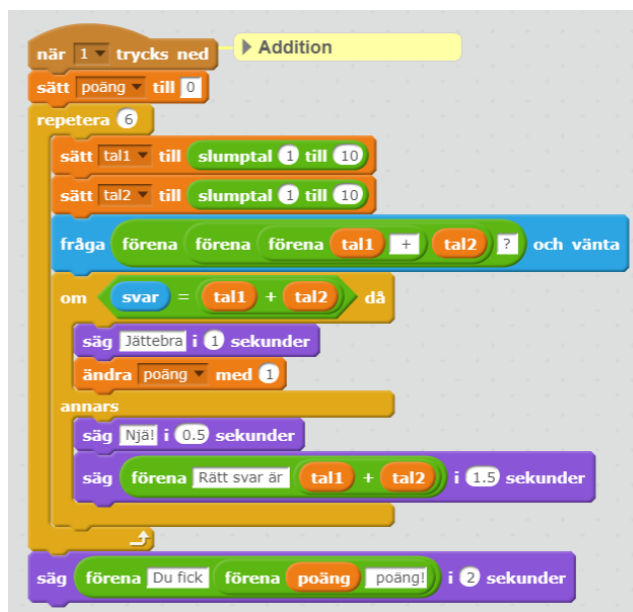 när 1 trycks ned Addition
sätt poäng till 0
repetera 6
sätt tal1 till slumptal 1 till 10
sätt tal2 till slumptal 1 till 10
fråga förena förena förena tal1 + tal2 ? och vänta
om svar = tal1 + tal2 då
säg Jättebra i 1 sekunder
ändra poäng med 1
annars
säg Njä! i 0.5 sekunder
säg förena Rätt svar är tal1 + tal2 i 1.5 sekunder
säg förena Du fick förena poäng poäng! i 2 sekunder